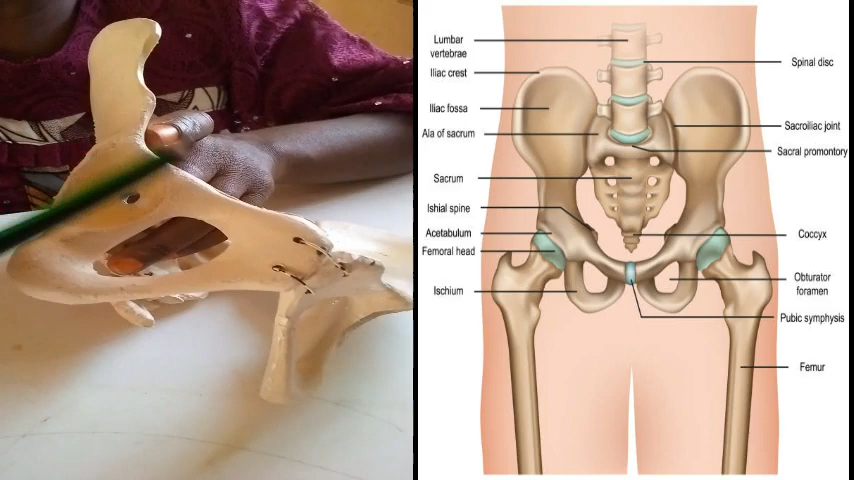 Lumbar
vertebrae
Iliac crest
Iliac fossa
Ala of sacrum
Sacrum
Ishial spine
Acetabulum
Femoral head
Ischium
Spinal disc
Sacroiliac joint
Sacral promontory
Coccyx
Obturator
foramen
Pubic symphysis
Femur